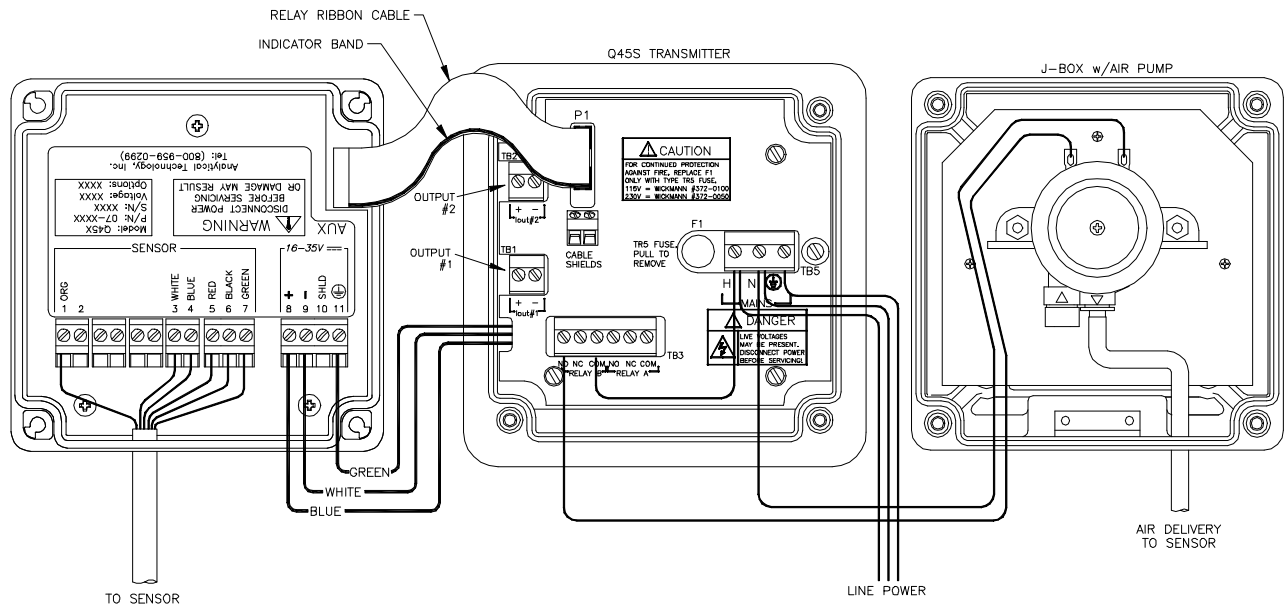 RELAY RIBBON CABLE
INDICATOR BAND
Q45S TRANSMITTER
J-BOX w/AIR PUMP
Analytical Technology, Inc.
Tel: (800-959-0299)
WARNING
DISCONNECT POWER
BEFORE SERVICING
OR DAMAGE MAY RESULT
Model: Q45X
P/N: 07-XXXX
S/N: XXXX
Voltage: XXXX
Options: XXXX
AUX
SENSOR
16-35V
ORG
WHITE
BLUE
RED
BLACK
GREEN
+
-
SHLD
1 2 3 4 5 6 7 8 9 10 11
P1
TB2
OUTPUT
#2
+ -
Iout#2
TB1
OUTPUT
#1
+ -
Iout#1
CABLE
SHIELDS
CAUTION
FOR CONTINUED PROTECTION
AGAINST FIRE, REPLACE F1
ONLY WITH TYPE TR5 FUSE,
115V = WICKMANN #372-0100
230V = WICKMANN #372-0050
F1
TR5 FUSE,
PULL TO
REMOVE
TB5
H N
MAINS
DANGER
LIVE VOLTAGES
MAY BE PRESENT.
DISCONNECT POWER
BEFORE SERVICING!
TB3
NO NC COM NO NC COM
RELAY B RELAY A
GREEN
WHITE
BLUE
TO SENSOR
LINE POWER
AIR DELIVERY
TO SENSOR